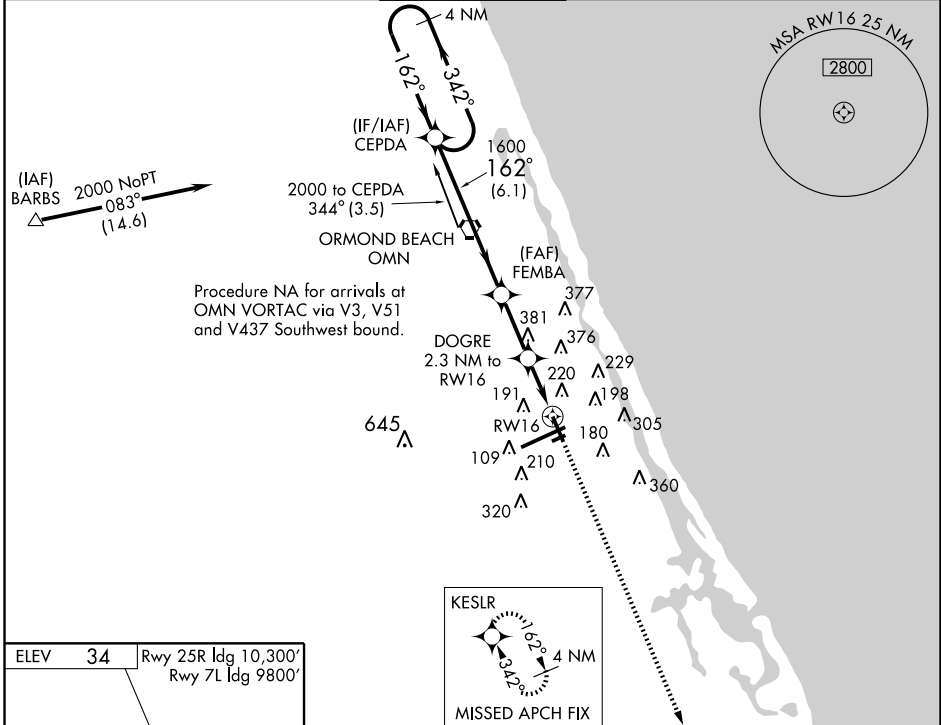 4 NM
162°
342°
MSA RW16 25 NM
2800
(IF/IAF)
CEPDA
1600
162°
(6.1)
(IAF)
BARBS
2000 NoPT
083°
(14.6)
2000 to CEPDA
344° (3.5)
ORMOND BEACH
OMN
(FAF)
FEMBA
Procedure NA for arrivals at
OMN VORTAC via V3, V51
and V437 Southwest bound.
377
381
376
DOGRE
2.3 NM to
RW16
229
220
198
191
305
RW16
645
180
109
210
360
320
KESLR
162°
342°
4 NM
MISSED APCH FIX
ELEV 34
Rwy 25R ldg 10,300'
Rwy 7L ldg 9800'